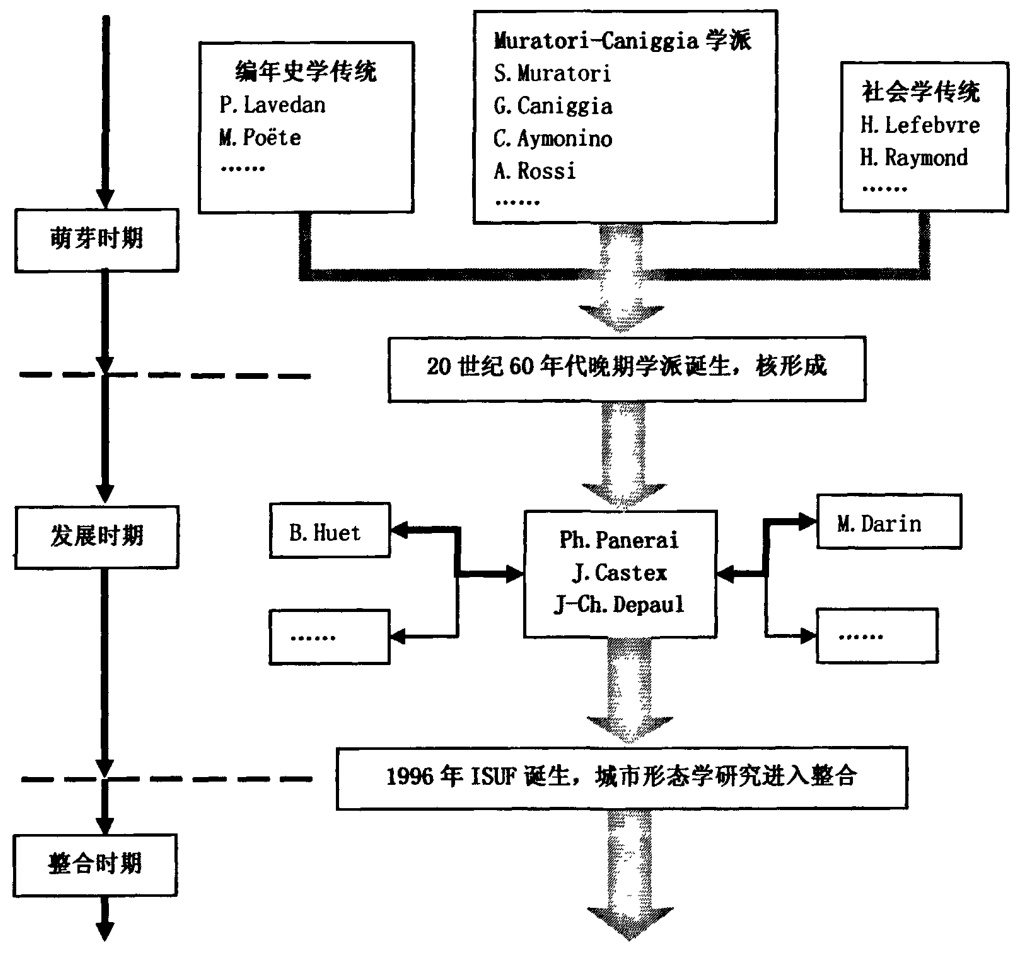 编年史学传统
P. Lavedan
M. Poëte
……
Muratori-Caniggia 学派
S. Muratori
G. Caniggia
C. Aymonino
A. Rossi
……
社会学传统
H. Lefebvre
H. Raymond
……
萌芽时期
20 世纪 60 年代晚期学派诞生，核形成
发展时期
B. Huet
……
Ph. Panerai
J. Castex
J-Ch. Depaul
M. Darin
……
1996 年 ISUF 诞生，城市形态学研究进入整合
整合时期